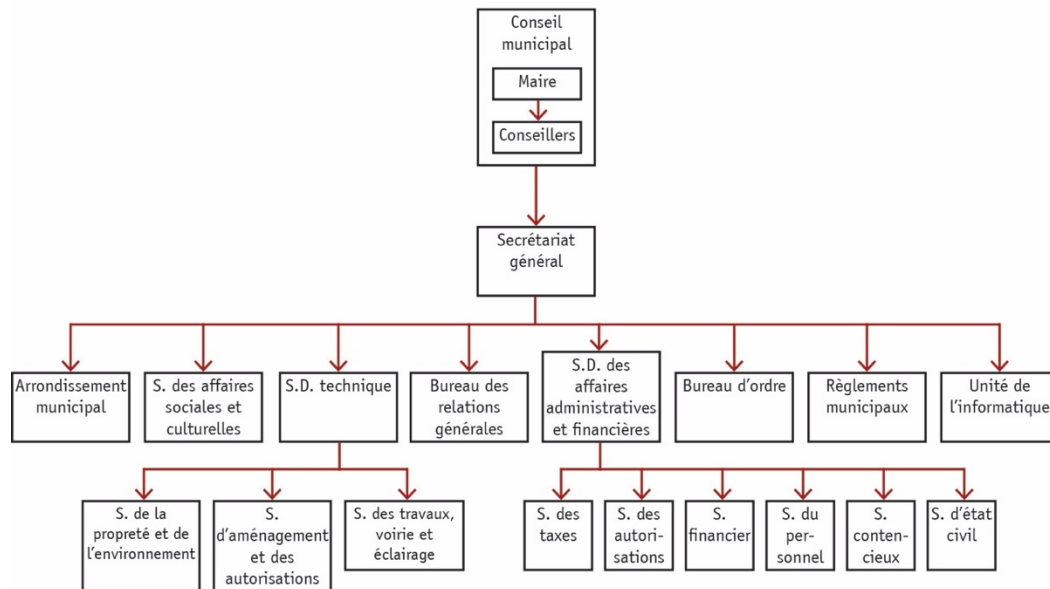 Conseil
municipal
Maire
Conseillers
Secrétariat
général
Arrondissement
municipal
S. des affaires
sociales et
culturelles
S.D. technique
Bureau des
relations
générales
S.D. des
affaires
administratives
et financières
Bureau d'ordre
Règlements
municipaux
Unité de
l'informatique
S. de la
propreté et de
l'environnement
S.
d'aménagement
et des
autorisations
S. des travaux,
voirie et
éclairage
S. des
taxes
S. des
autori-
sations
S.
financier
S. du
per-
sonnel
S.
conten-
cieux
S. d'état
civil